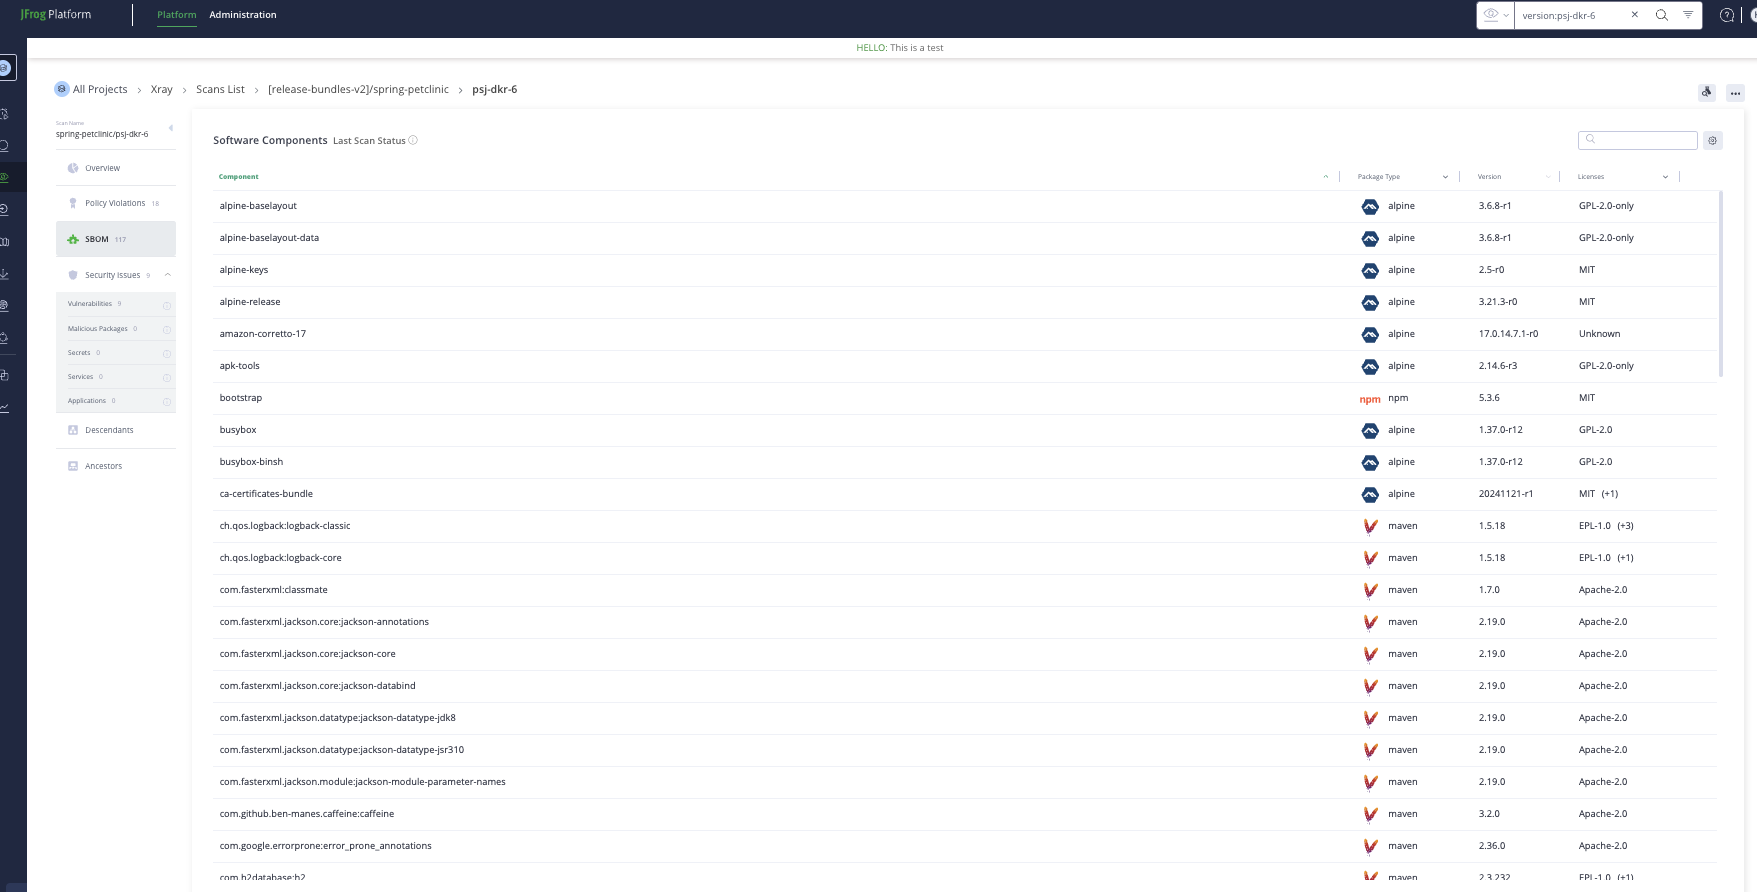 JFrog Platform
Platform Administration
version:psj-dkr-6
HELLO: This is a test
All Projects > Xray > Scans List > [release-bundles-v2]/spring-petclinic > psj-dkr-6
Scan Name
spring-petclinic/psj-dkr-6
Overview
Policy Violations 18
SBOM 117
Security Issues 9
Vulnerabilities 9
Malicious Packages 0
Secrets 0
Services 0
Applications 0
Descendants
Ancestors
Software Components Last Scan Status
Component Package Type Version Licenses
alpine-baselayout alpine 3.6.8-r1 GPL-2.0-only
alpine-baselayout-data alpine 3.6.8-r1 GPL-2.0-only
alpine-keys alpine 2.5-r0 MIT
alpine-release alpine 3.21.3-r0 MIT
amazon-corretto-17 alpine 17.0.14.7.1-r0 Unknown
apk-tools alpine 2.14.6-r3 GPL-2.0-only
bootstrap npm npm 5.3.6 MIT
busybox alpine 1.37.0-r12 GPL-2.0
busybox-binsh alpine 1.37.0-r12 GPL-2.0
ca-certificates-bundle alpine 20241121-r1 MIT (+1)
ch.qos.logback:logback-classic maven 1.5.18 EPL-1.0 (+3)
ch.qos.logback:logback-core maven 1.5.18 EPL-1.0 (+1)
com.fasterxml:classmate maven 1.7.0 Apache-2.0
com.fasterxml.jackson.core:jackson-annotations maven 2.19.0 Apache-2.0
com.fasterxml.jackson.core:jackson-core maven 2.19.0 Apache-2.0
com.fasterxml.jackson.core:jackson-databind maven 2.19.0 Apache-2.0
com.fasterxml.jackson.datatype:jackson-datatype-jdk8 maven 2.19.0 Apache-2.0
com.fasterxml.jackson.datatype:jackson-datatype-jsr310 maven 2.19.0 Apache-2.0
com.fasterxml.jackson.module:jackson-module-parameter-names maven 2.19.0 Apache-2.0
com.github.ben-manes.caffeine:caffeine maven 3.2.0 Apache-2.0
com.google.errorprone:error_prone_annotations maven 2.36.0 Apache-2.0
com.h2database:h2 maven 2.3.232 EPL-1.0 (+1)